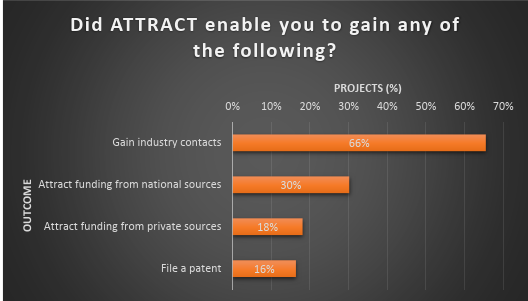 Did ATTRACT enable you to gain any of
the following?
PROJECTS (%)
0% 10% 20% 30% 40% 50% 60% 70%
OUTCOME
Gain industry contacts 66%
Attract funding from national sources 30%
Attract funding from private sources 18%
File a patent 16%